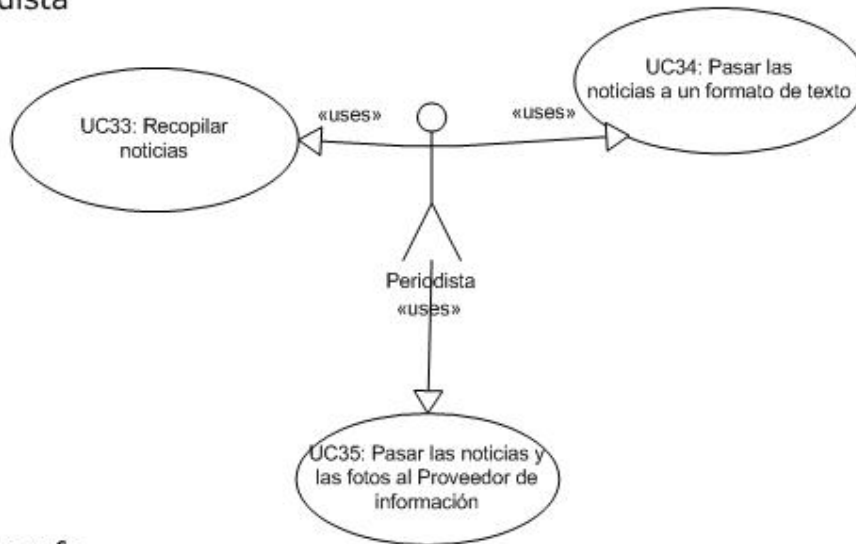 UC33: Recopilar
noticias
«uses»
«uses»
UC34: Pasar las
noticias a un formato de texto
Periodista
«uses»
UC35: Pasar las noticias y
las fotos al Proveedor de
información